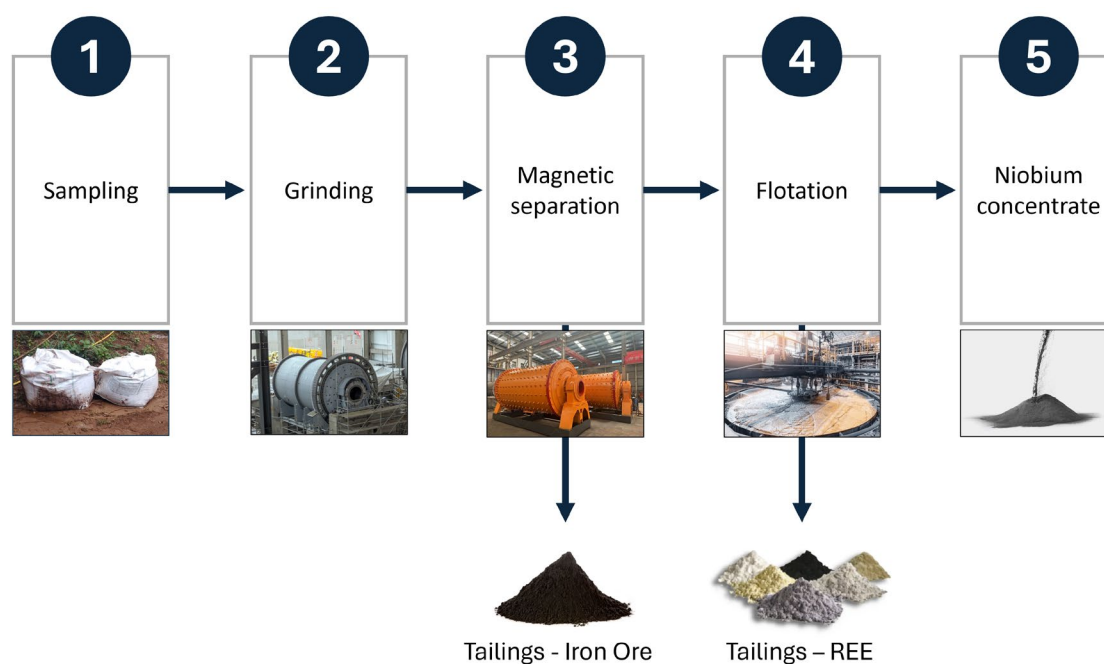 1
2
3
4
5
Sampling
Grinding
Magnetic
separation
Flotation
Niobium
concentrate
Tailings - Iron Ore
Tailings – REE